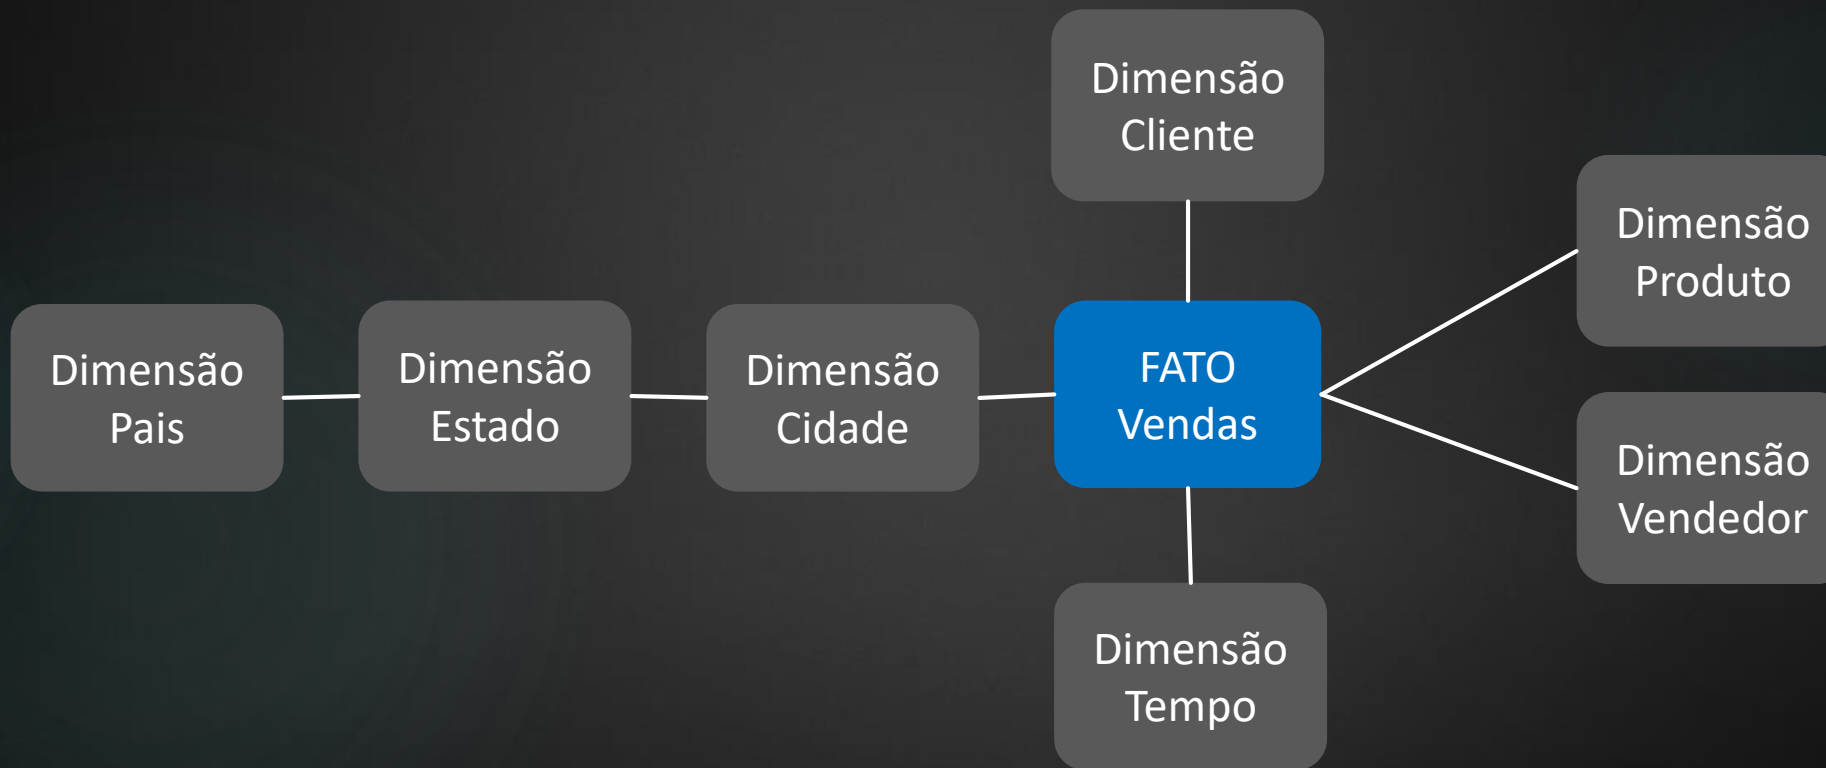 Dimensão
Cliente
Dimensão
Produto
Dimensão
Pais
Dimensão
Estado
Dimensão
Cidade
FATO
Vendas
Dimensão
Vendedor
Dimensão
Tempo